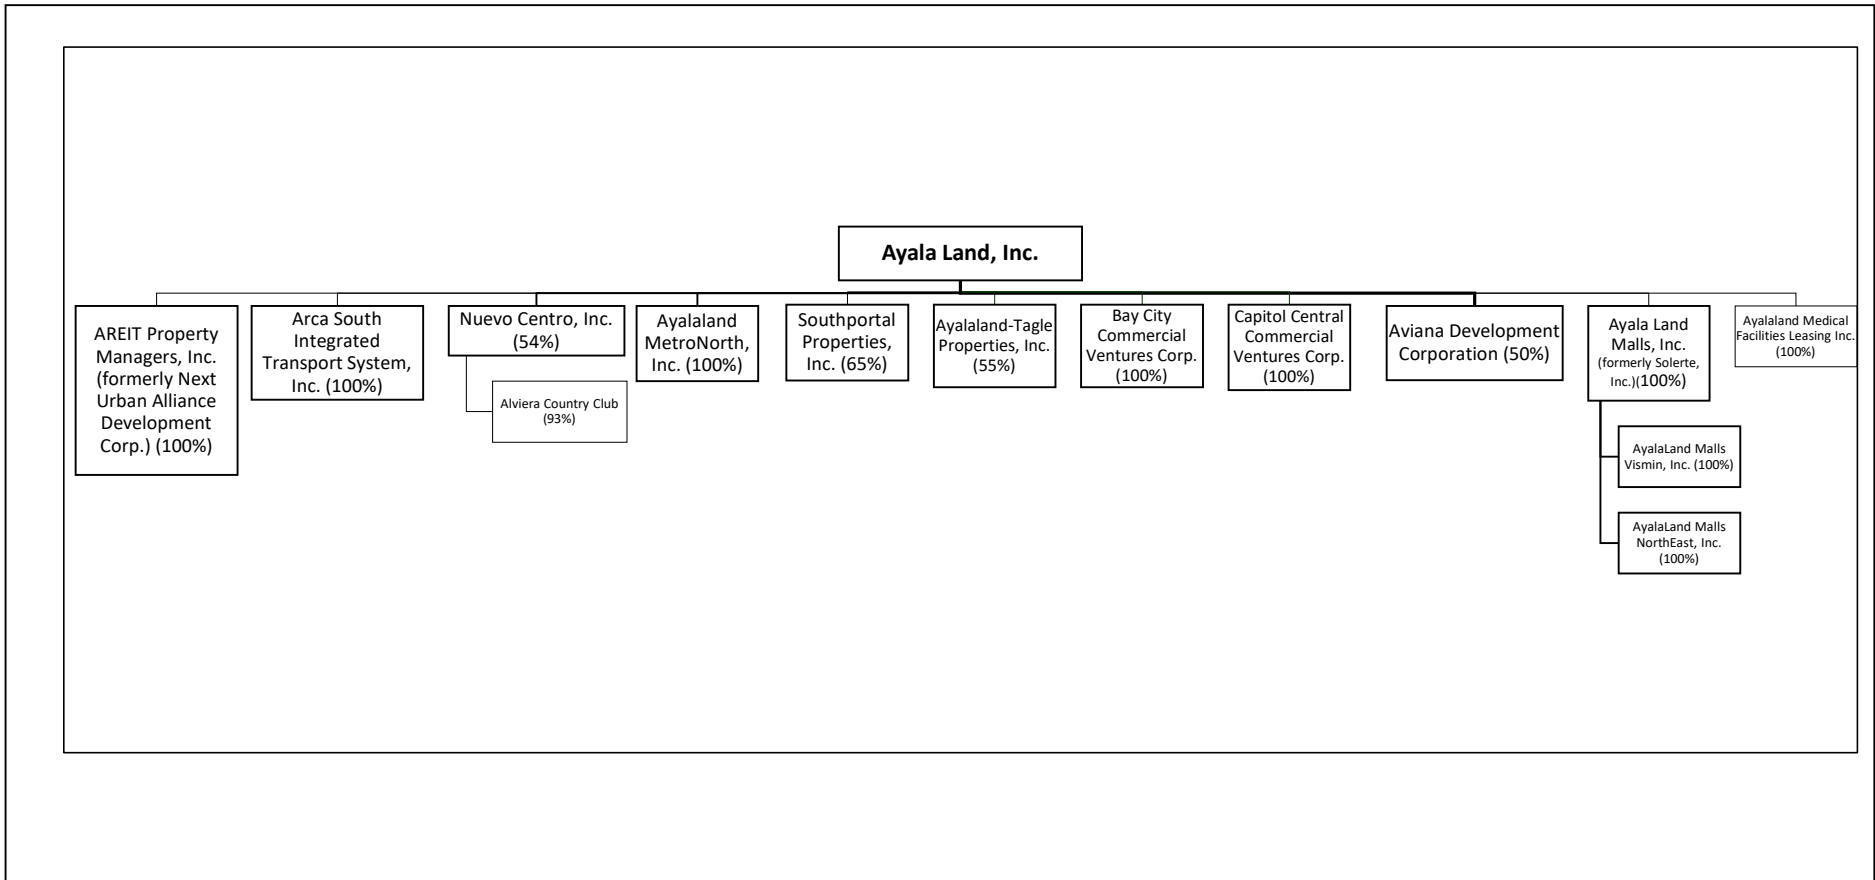 Ayala Land, Inc.
AREIT Property
Managers, Inc.
(formerly Next
Urban Alliance
Development
Corp.) (100%)
Arca South
Integrated
Transport System,
Inc. (100%)
Nuevo Centro, Inc.
(54%)
Alviera Country Club
(93%)
Ayalaland
MetroNorth,
Inc. (100%)
Southportal
Properties,
Inc. (65%)
Ayalaland-Tagle
Properties, Inc.
(55%)
Bay City
Commercial
Ventures Corp.
(100%)
Capitol Central
Commercial
Ventures Corp.
(100%)
Aviana Development
Corporation (50%)
Ayala Land
Malls, Inc.
(formerly Solerte,
Inc.)(100%)
AyalaLand Malls
Vismin, Inc. (100%)
AyalaLand Malls
NorthEast, Inc.
(100%)
Ayalaland Medical
Facilities Leasing Inc.
(100%)